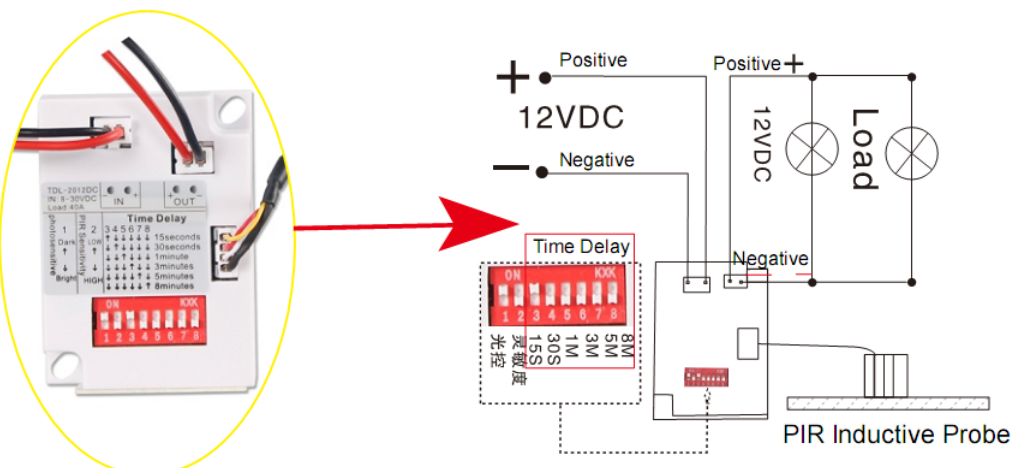 TDL-2012DC
IN 8-30VDC
Load 40A
- + IN
+ - OUT
photosensitive
1
Dark
↑
↓
Bright
PIR Sensitivity
2
LOW
↑
↓
HIGH
Time Delay
3 4 5 6 7 8
↑↓↓↓↓↓ 15seconds
↓↑↓↓↓↓ 30seconds
↓↓↑↓↓↓ 1minute
↓↓↓↑↓↓ 3minutes
↓↓↓↓↑↓ 5minutes
↓↓↓↓↓↑ 8minutes
ON KXK
1 2 3 4 5 6 7 8
+ Positive
12VDC
- Negative
Positive+
12VDC
Load
Negative
Time Delay
ON KXK
1 2 3 4 5 6 7 8
光控
灵敏度
15S
30S
1M
3M
5M
8M
PIR Inductive Probe